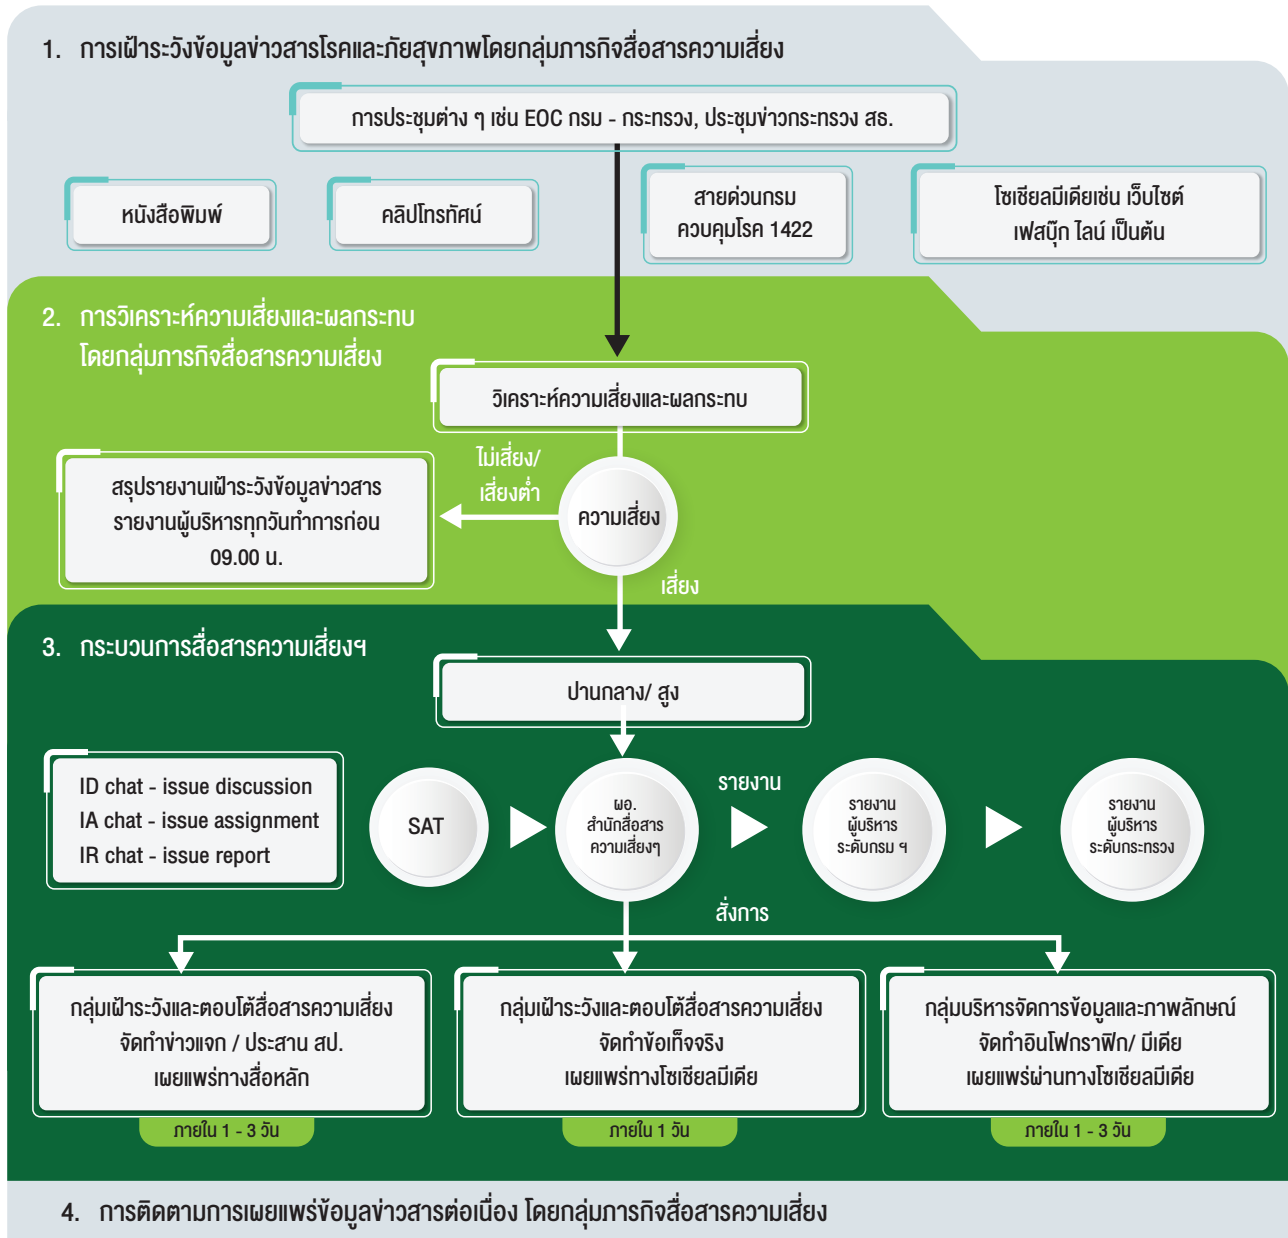 1. การเฝ้าระวังข้อมูลข่าวสารโรคและภัยสุขภาพโดยกลุ่มภารกิจสื่อสารความเสี่ยง
การประชุมต่าง ๆ เช่น EOC กรม - กระทรวง, ประชุมข่าวกระทรวง สธ.
หนังสือพิมพ์
คลิปโทรทัศน์
สายด่วนกรม
ควบคุมโรค 1422
โซเชียลมีเดียเช่น เว็บไซต์
เฟสบุ๊ก ไลน์ เป็นต้น
2. การวิเคราะห์ความเสี่ยงและผลกระทบ
โดยกลุ่มภารกิจสื่อสารความเสี่ยง
วิเคราะห์ความเสี่ยงและผลกระทบ
ไม่เสี่ยง/
เสี่ยงต่ำ
สรุปรายงานเฝ้าระวังข้อมูลข่าวสาร
รายงานผู้บริหารทุกวันทำการก่อน
09.00 น.
ความเสี่ยง
เสี่ยง
3. กระบวนการสื่อสารความเสี่ยงฯ
ปานกลาง/ สูง
ID chat - issue discussion
IA chat - issue assignment
IR chat - issue report
SAT
ผอ.
สำนักสื่อสาร
ความเสี่ยงๆ
รายงาน
รายงาน
ผู้บริหาร
ระดับกรม ฯ
รายงาน
ผู้บริหาร
ระดับกระทรวง
สั่งการ
กลุ่มเฝ้าระวังและตอบโต้สื่อสารความเสี่ยง
จัดทำข่าวแจก / ประสาน สป.
เผยแพร่ทางสื่อหลัก
ภายใน 1 - 3 วัน
กลุ่มเฝ้าระวังและตอบโต้สื่อสารความเสี่ยง
จัดทำข้อเท็จจริง
เผยแพร่ทางโซเชียลมีเดีย
ภายใน 1 วัน
กลุ่มบริหารจัดการข้อมูลและภาพลักษณ์
จัดทำอินโฟกราฟิก/ มีเดีย
เผยแพร่ผ่านทางโซเชียลมีเดีย
ภายใน 1 - 3 วัน
4. การติดตามการเผยแพร่ข้อมูลข่าวสารต่อเนื่อง โดยกลุ่มภารกิจสื่อสารความเสี่ยง